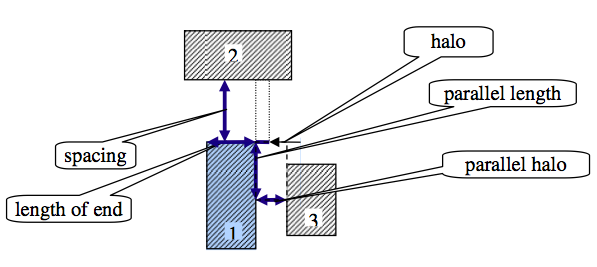 halo
2
parallel length
spacing
parallel halo
length of end
3
1